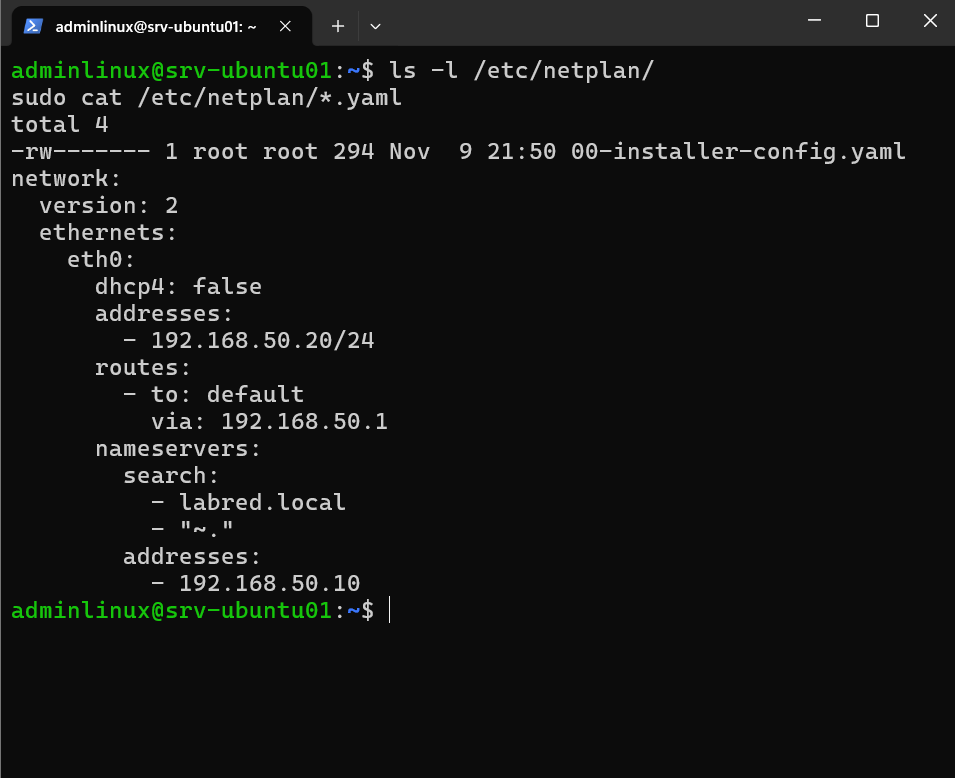 adminlinux@srv-ubuntu01: ~
adminlinux@srv-ubuntu01:~$ ls -l /etc/netplan/
sudo cat /etc/netplan/*.yaml
total 4
-rw------- 1 root root 294 Nov  9 21:50 00-installer-config.yaml
network:
  version: 2
  ethernets:
    eth0:
      dhcp4: false
      addresses:
        - 192.168.50.20/24
      routes:
        - to: default
          via: 192.168.50.1
      nameservers:
        search:
          - labred.local
          - "~."
        addresses:
          - 192.168.50.10
adminlinux@srv-ubuntu01:~$